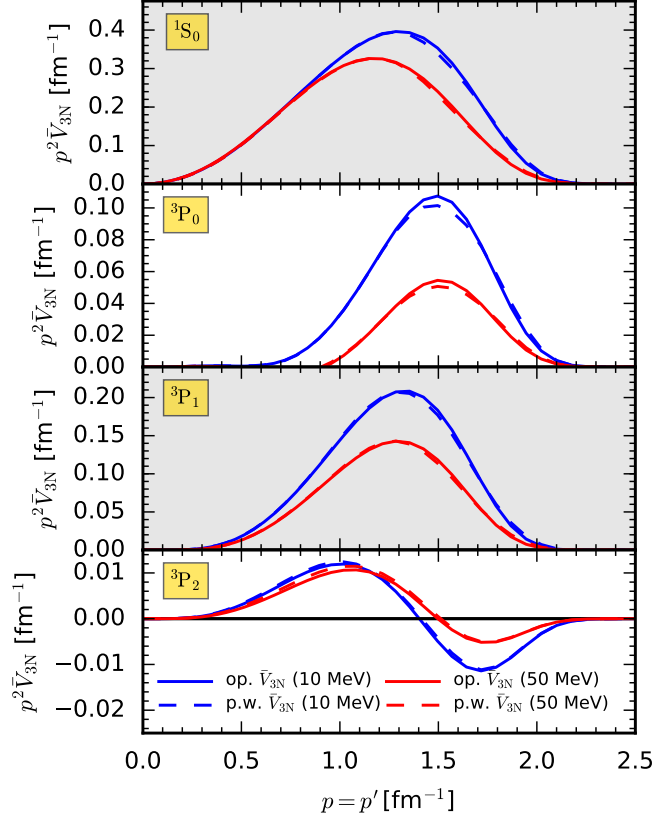 0.4
0.3
0.2
0.1
0.0
p²V̄₃N [fm⁻¹]
¹S₀
0.10
0.08
0.06
0.04
0.02
0.00
p²V̄₃N [fm⁻¹]
³P₀
0.20
0.15
0.10
0.05
0.00
p²V̄₃N [fm⁻¹]
³P₁
0.01
0.00
−0.01
−0.02
p²V̄₃N [fm⁻¹]
³P₂
op. V̄₃N (10 MeV)
p.w. V̄₃N (10 MeV)
op. V̄₃N (50 MeV)
p.w. V̄₃N (50 MeV)
0.0 0.5 1.0 1.5 2.0 2.5
p = p′ [fm⁻¹]